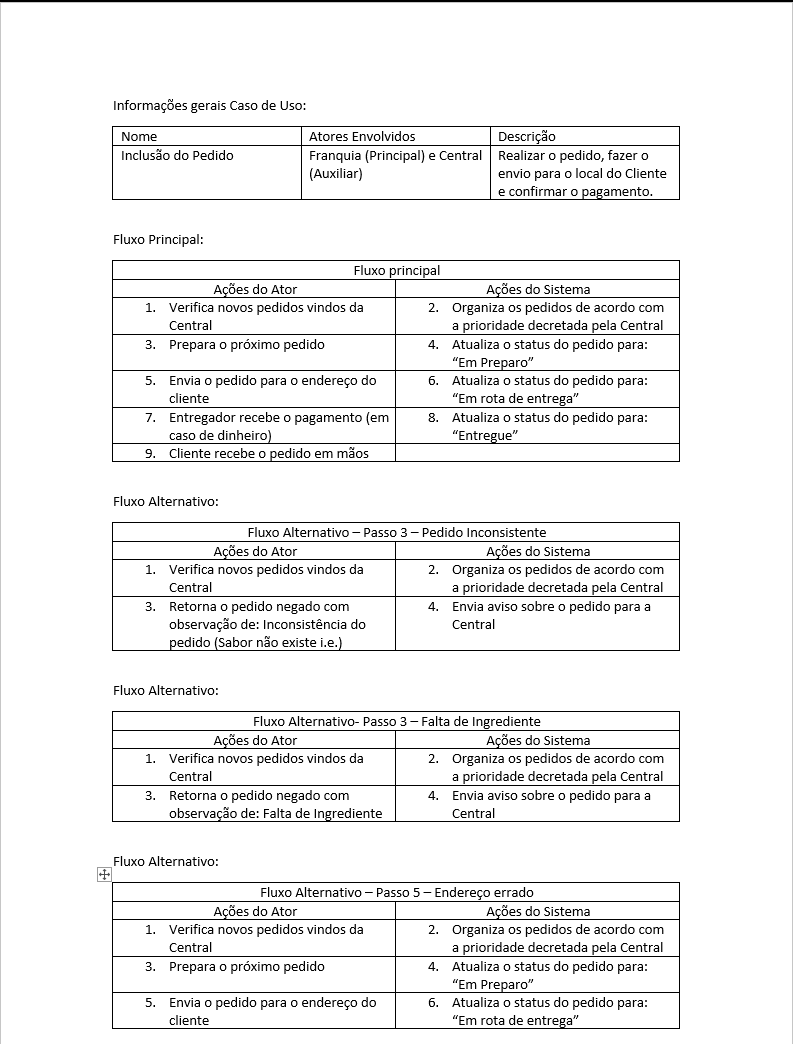 Informações gerais Caso de Uso:
Nome Atores Envolvidos Descrição
Inclusão do Pedido Franquia (Principal) e Central Realizar o pedido, fazer o
(Auxiliar) envio para o local do Cliente
e confirmar o pagamento.
Fluxo Principal:
Fluxo principal
Ações do Ator Ações do Sistema
1. Verifica novos pedidos vindos da 2. Organiza os pedidos de acordo com
Central a prioridade decretada pela Central
3. Prepara o próximo pedido 4. Atualiza o status do pedido para:
“Em Preparo”
5. Envia o pedido para o endereço do 6. Atualiza o status do pedido para:
cliente “Em rota de entrega”
7. Entregador recebe o pagamento (em 8. Atualiza o status do pedido para:
caso de dinheiro) “Entregue”
9. Cliente recebe o pedido em mãos
Fluxo Alternativo:
Fluxo Alternativo – Passo 3 – Pedido Inconsistente
Ações do Ator Ações do Sistema
1. Verifica novos pedidos vindos da 2. Organiza os pedidos de acordo com
Central a prioridade decretada pela Central
3. Retorna o pedido negado com 4. Envia aviso sobre o pedido para a
observação de: Inconsistência do Central
pedido (Sabor não existe i.e.)
Fluxo Alternativo:
Fluxo Alternativo- Passo 3 – Falta de Ingrediente
Ações do Ator Ações do Sistema
1. Verifica novos pedidos vindos da 2. Organiza os pedidos de acordo com
Central a prioridade decretada pela Central
3. Retorna o pedido negado com 4. Envia aviso sobre o pedido para a
observação de: Falta de Ingrediente Central
Fluxo Alternativo:
Fluxo Alternativo – Passo 5 – Endereço errado
Ações do Ator Ações do Sistema
1. Verifica novos pedidos vindos da 2. Organiza os pedidos de acordo com
Central a prioridade decretada pela Central
3. Prepara o próximo pedido 4. Atualiza o status do pedido para:
“Em Preparo”
5. Envia o pedido para o endereço do 6. Atualiza o status do pedido para:
cliente “Em rota de entrega”